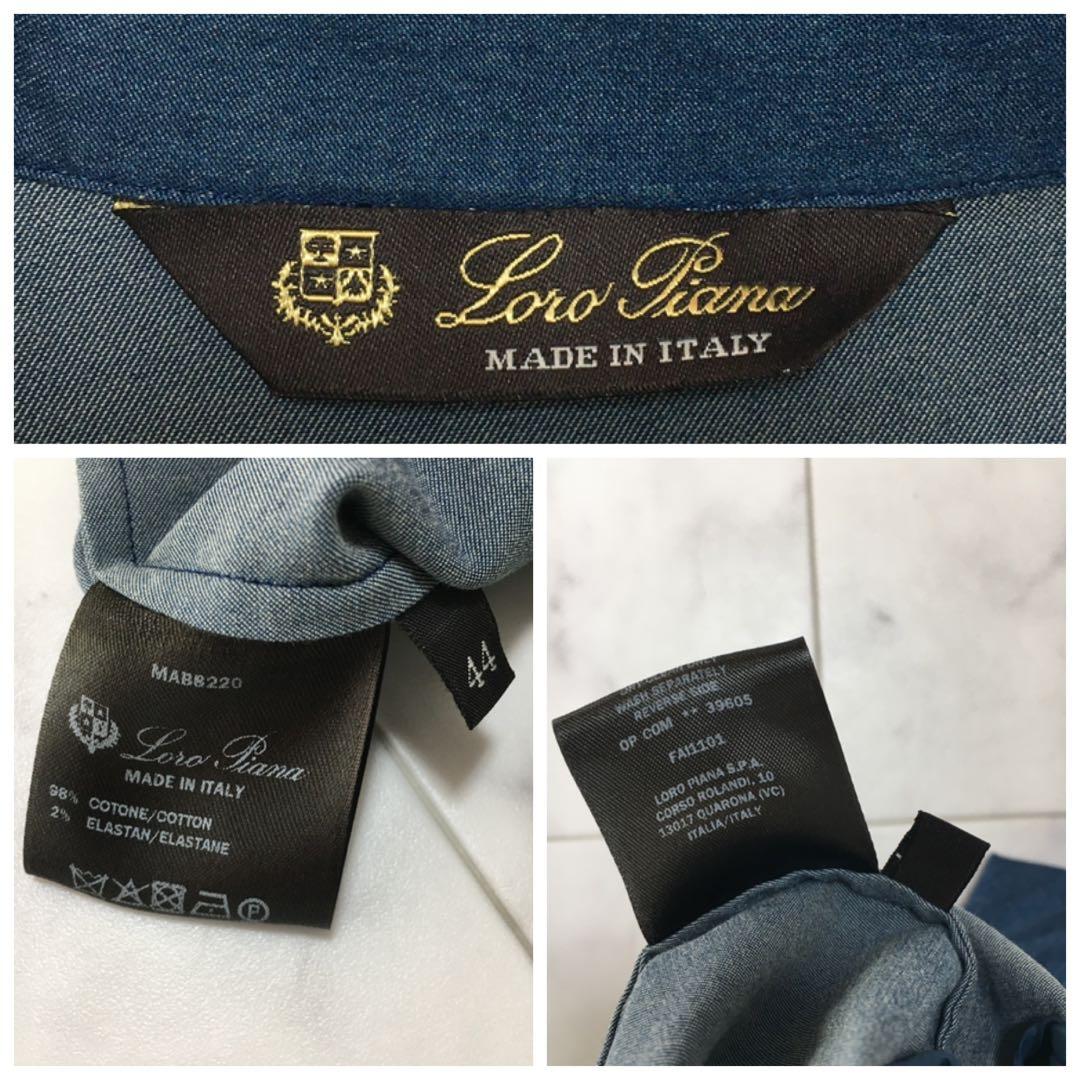 Loro Piana
MADE IN ITALY
MAB8220
Loro Piana
MADE IN ITALY
98% COTONE/COTTON
2% ELASTAN/ELASTANE
P
44
WASH SEPARATELY
REVERSE SIDE
OP COM ** 39605
FAI1101
LORO PIANA S.P.A.
CORSO ROLANDI, 10
13017 QUARONA (VC)
ITALIA/ITALY